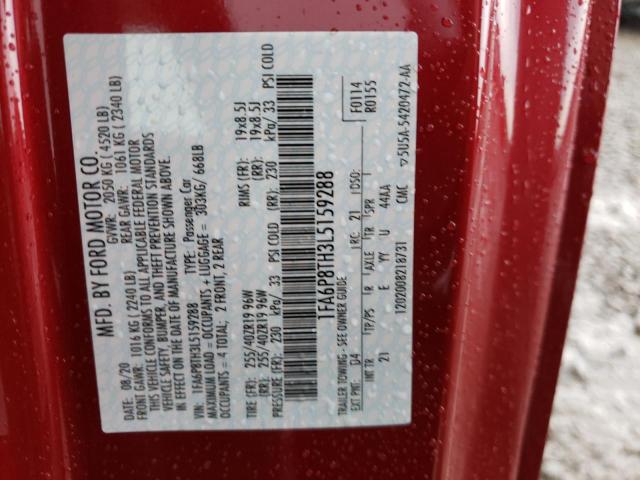 MFD. BY FORD MOTOR CO.
DATE: 08/20 GVWR: 2050 KG (4520 LB)
FRONT GAWR: 1016 KG (2240 LB) REAR GAWR: 1061 KG (2340 LB)
THIS VEHICLE CONFORMS TO ALL APPLICABLE FEDERAL MOTOR
VEHICLE SAFETY, BUMPER, AND THEFT PREVENTION STANDARDS
IN EFFECT ON THE DATE OF MANUFACTURE SHOWN ABOVE.
VIN: 1FA6P8TH3L5159288 TYPE: Passenger Car
MAXIMUM LOAD = OCCUPANTS + LUGGAGE = 303KG/ 668LB
OCCUPANTS = 4 TOTAL; 2 FRONT, 2 REAR
TIRE (FR): 255/40ZR19 96W RIMS (FR): 19x8.5J
(RR): 255/40ZR19 96W (RR): 19x8.5J
PRESSURE (FR): 230 kPa/ 33 PSI COLD (RR): 230 kPa/ 33 PSI COLD
1FA6P8TH3L5159288
TRAILER TOWING - SEE OWNER GUIDE
F0114
R0155
EXT PNT: D4 RC: 21 DSO:
INT TR TP/PS R AXLE TR SPR
21 E YY U 44AA
1202008218731 CMC ▽5U5A-5420472-AA